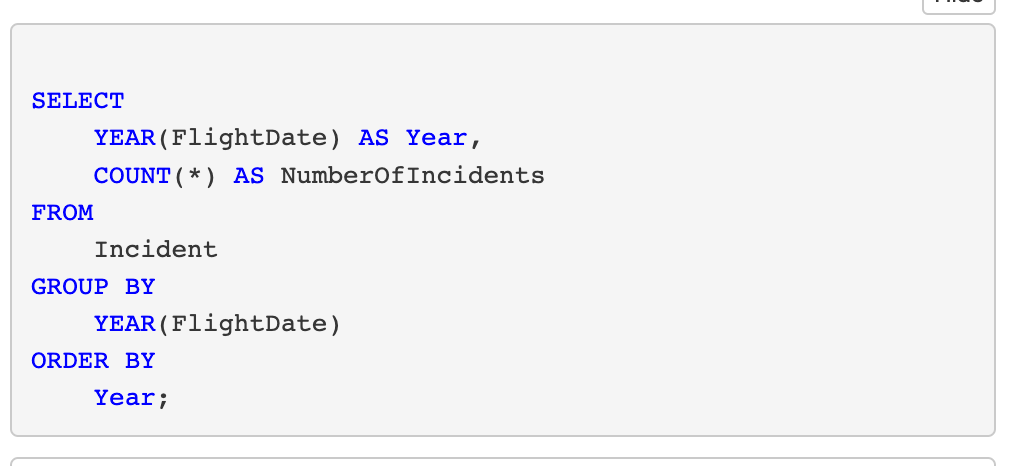 SELECT
    YEAR(FlightDate) AS Year,
    COUNT(*) AS NumberOfIncidents
FROM
    Incident
GROUP BY
    YEAR(FlightDate)
ORDER BY
    Year;